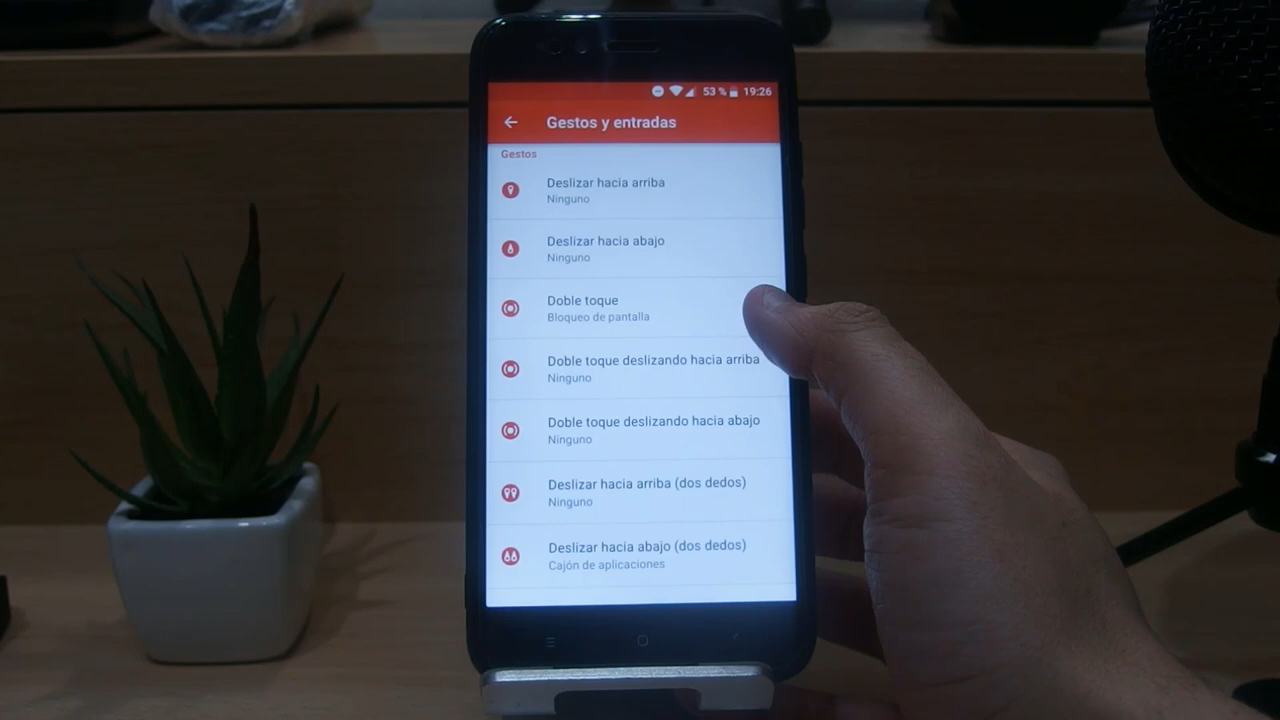 53 % 19:26
Gestos y entradas
Gestos
Deslizar hacia arriba
Ninguno
Deslizar hacia abajo
Ninguno
Doble toque
Bloqueo de pantalla
Doble toque deslizando hacia arriba
Ninguno
Doble toque deslizando hacia abajo
Ninguno
Deslizar hacia arriba (dos dedos)
Ninguno
Deslizar hacia abajo (dos dedos)
Cajón de aplicaciones